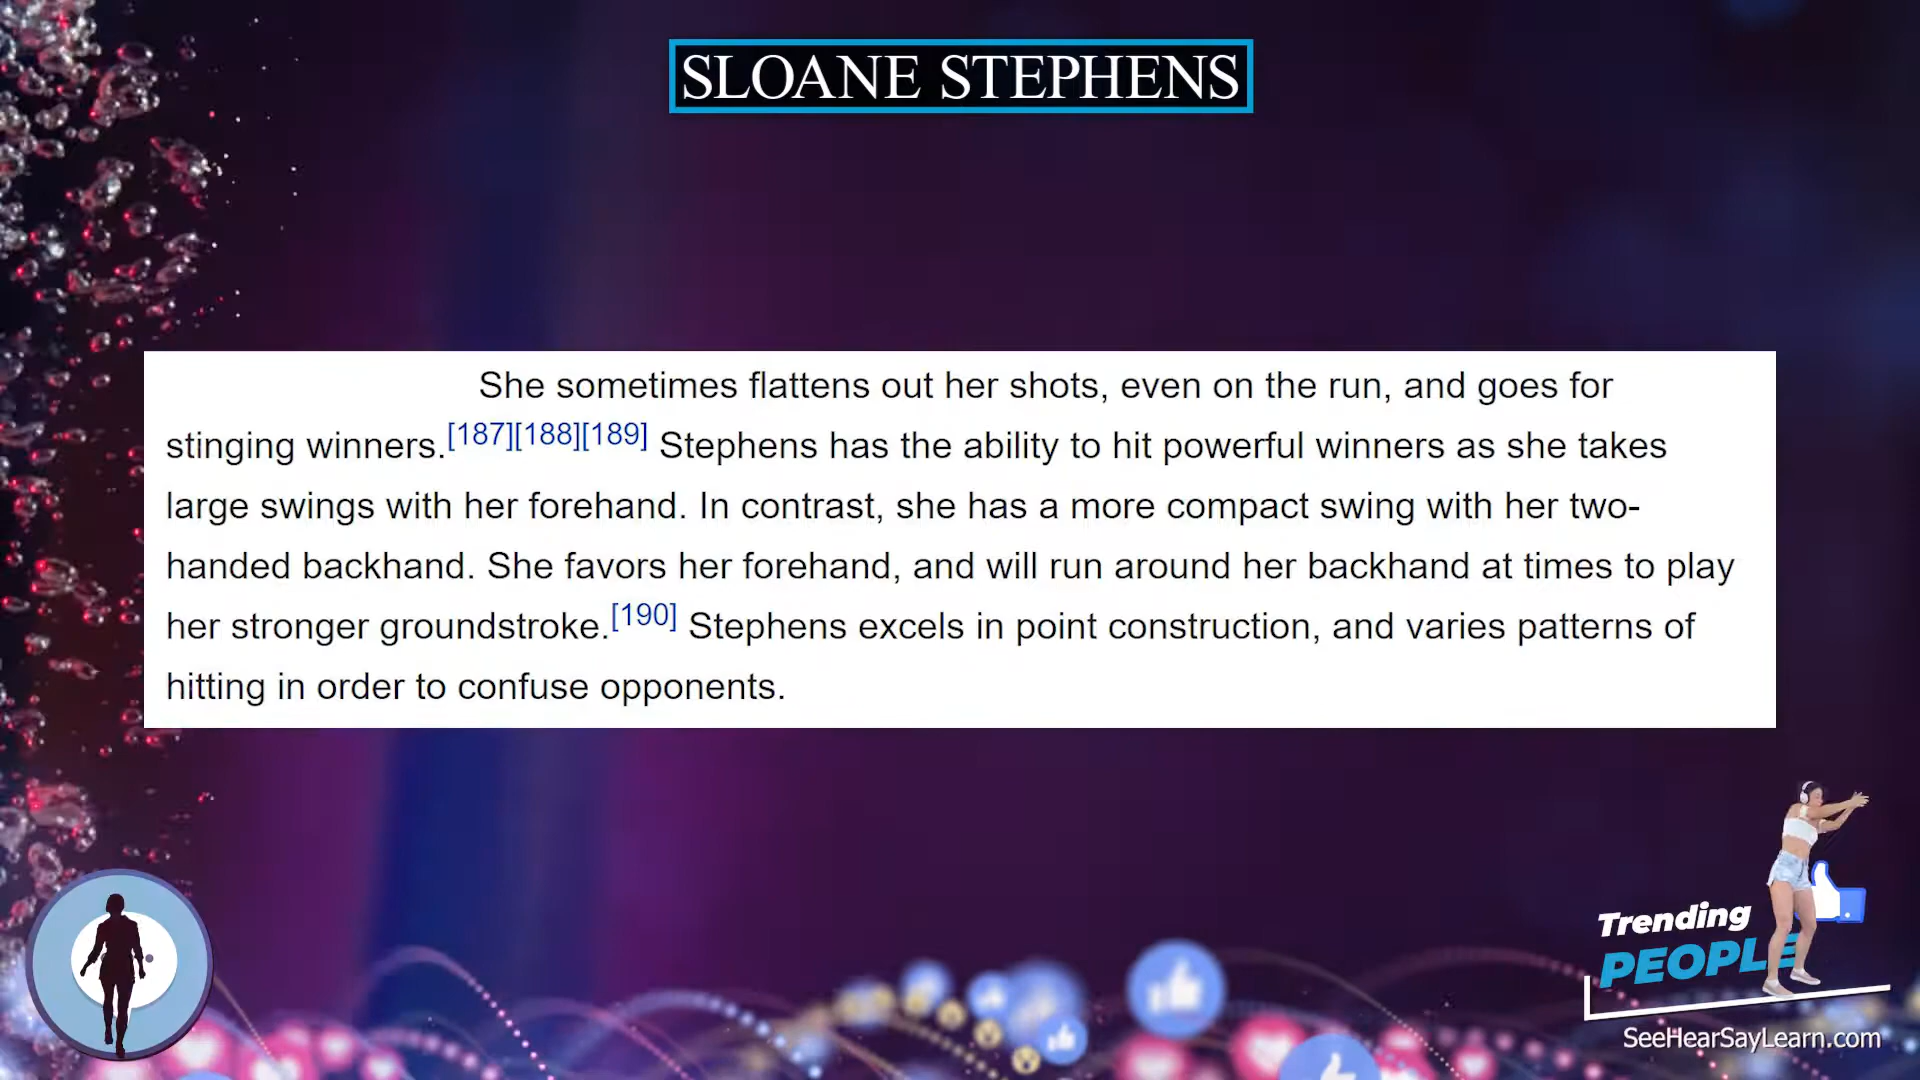 SLOANE STEPHENS
She sometimes flattens out her shots, even on the run, and goes for
stinging winners.[187][188][189] Stephens has the ability to hit powerful winners as she takes
large swings with her forehand. In contrast, she has a more compact swing with her two-
handed backhand. She favors her forehand, and will run around her backhand at times to play
her stronger groundstroke.[190] Stephens excels in point construction, and varies patterns of
hitting in order to confuse opponents.
Trending
PEOPLE
SeeHearSayLearn.com